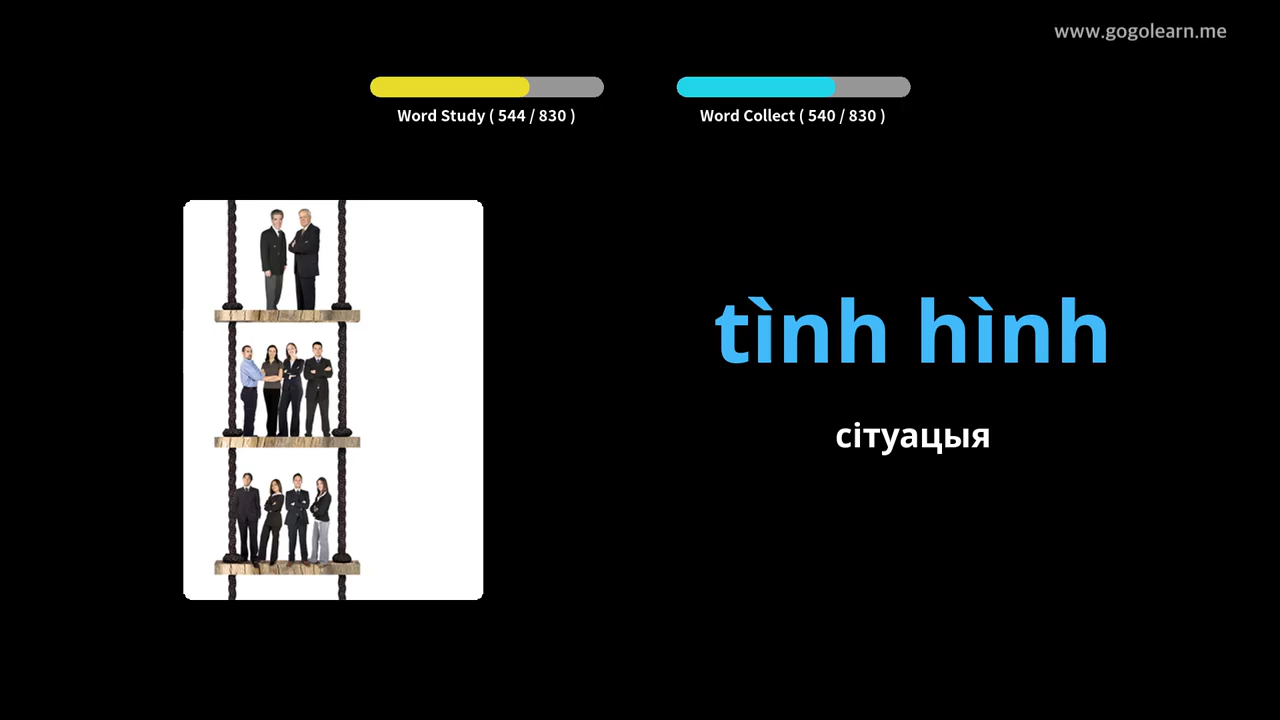 www.gogolearn.me
Word Study ( 544 / 830 )
Word Collect ( 540 / 830 )
tình hình
сітуацыя